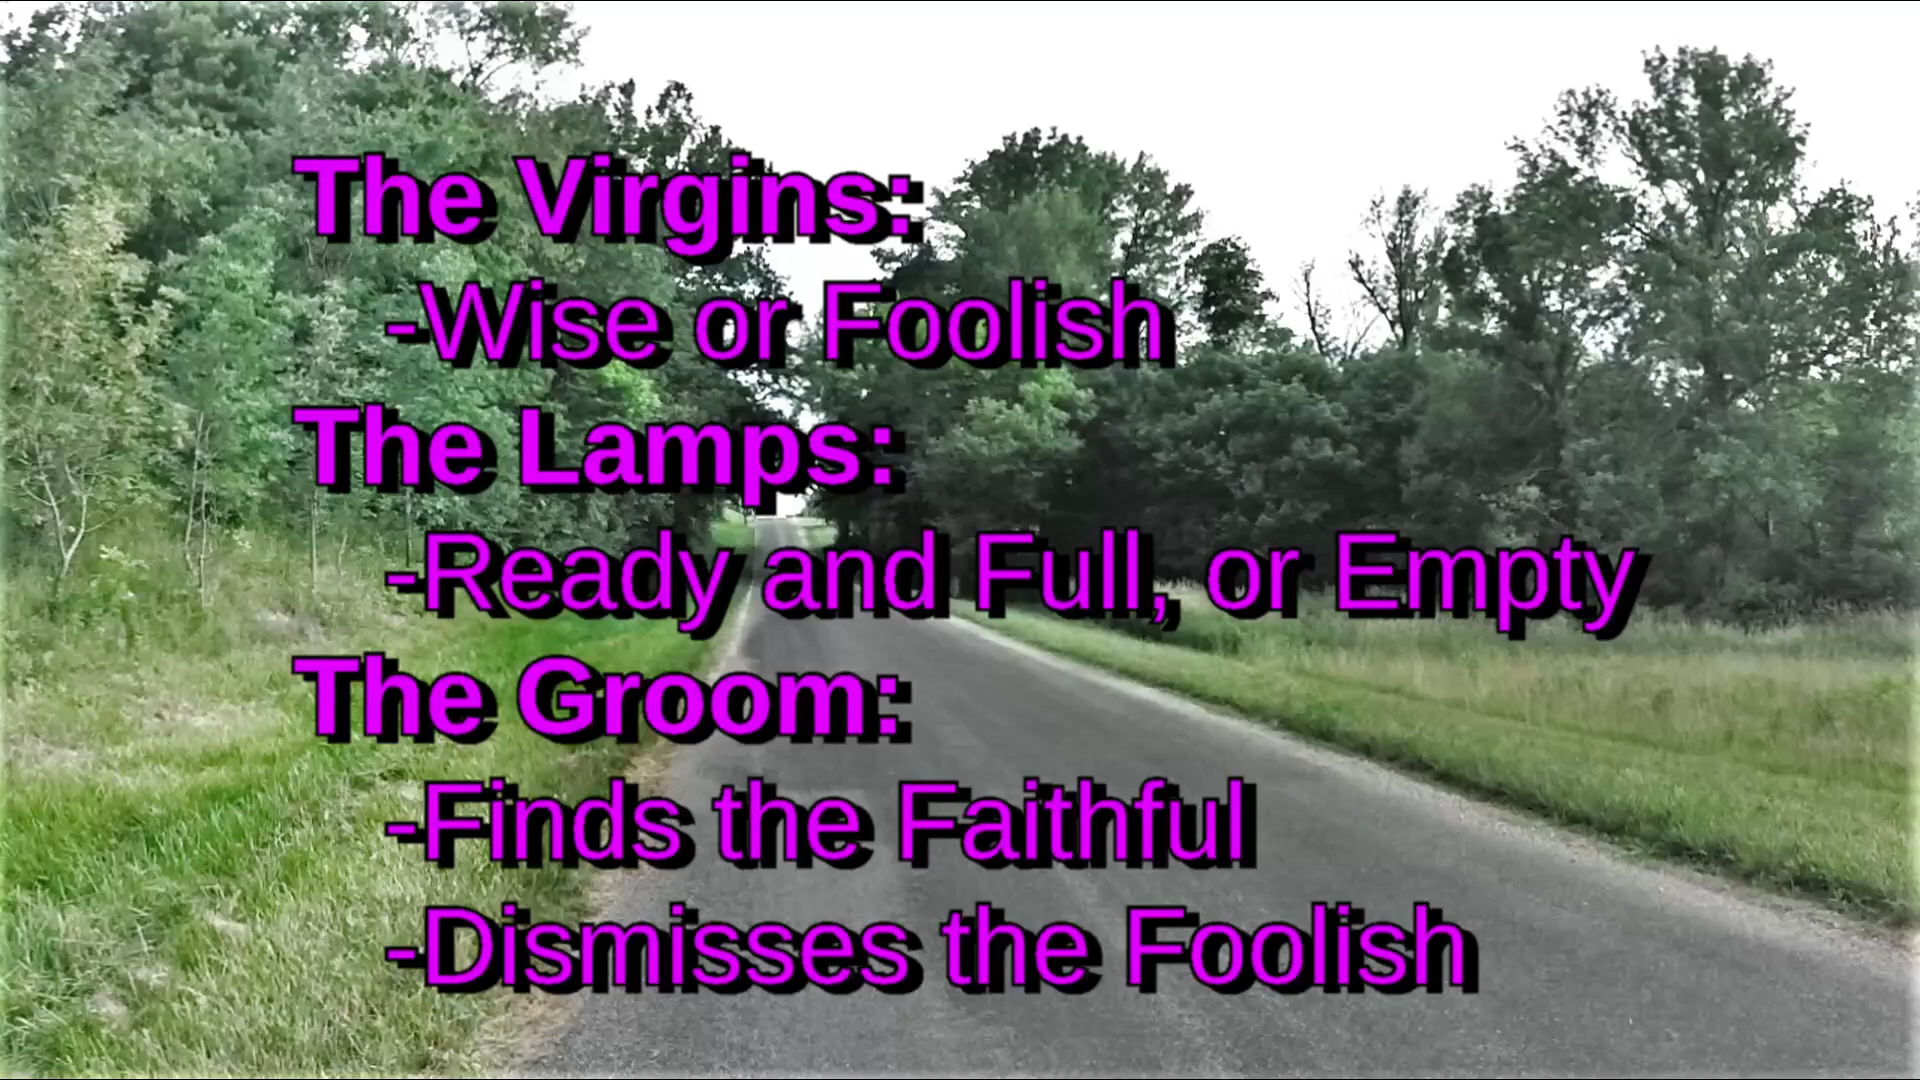 The Virgins:
-Wise or Foolish
The Lamps:
-Ready and Full, or Empty
The Groom:
-Finds the Faithful
-Dismisses the Foolish